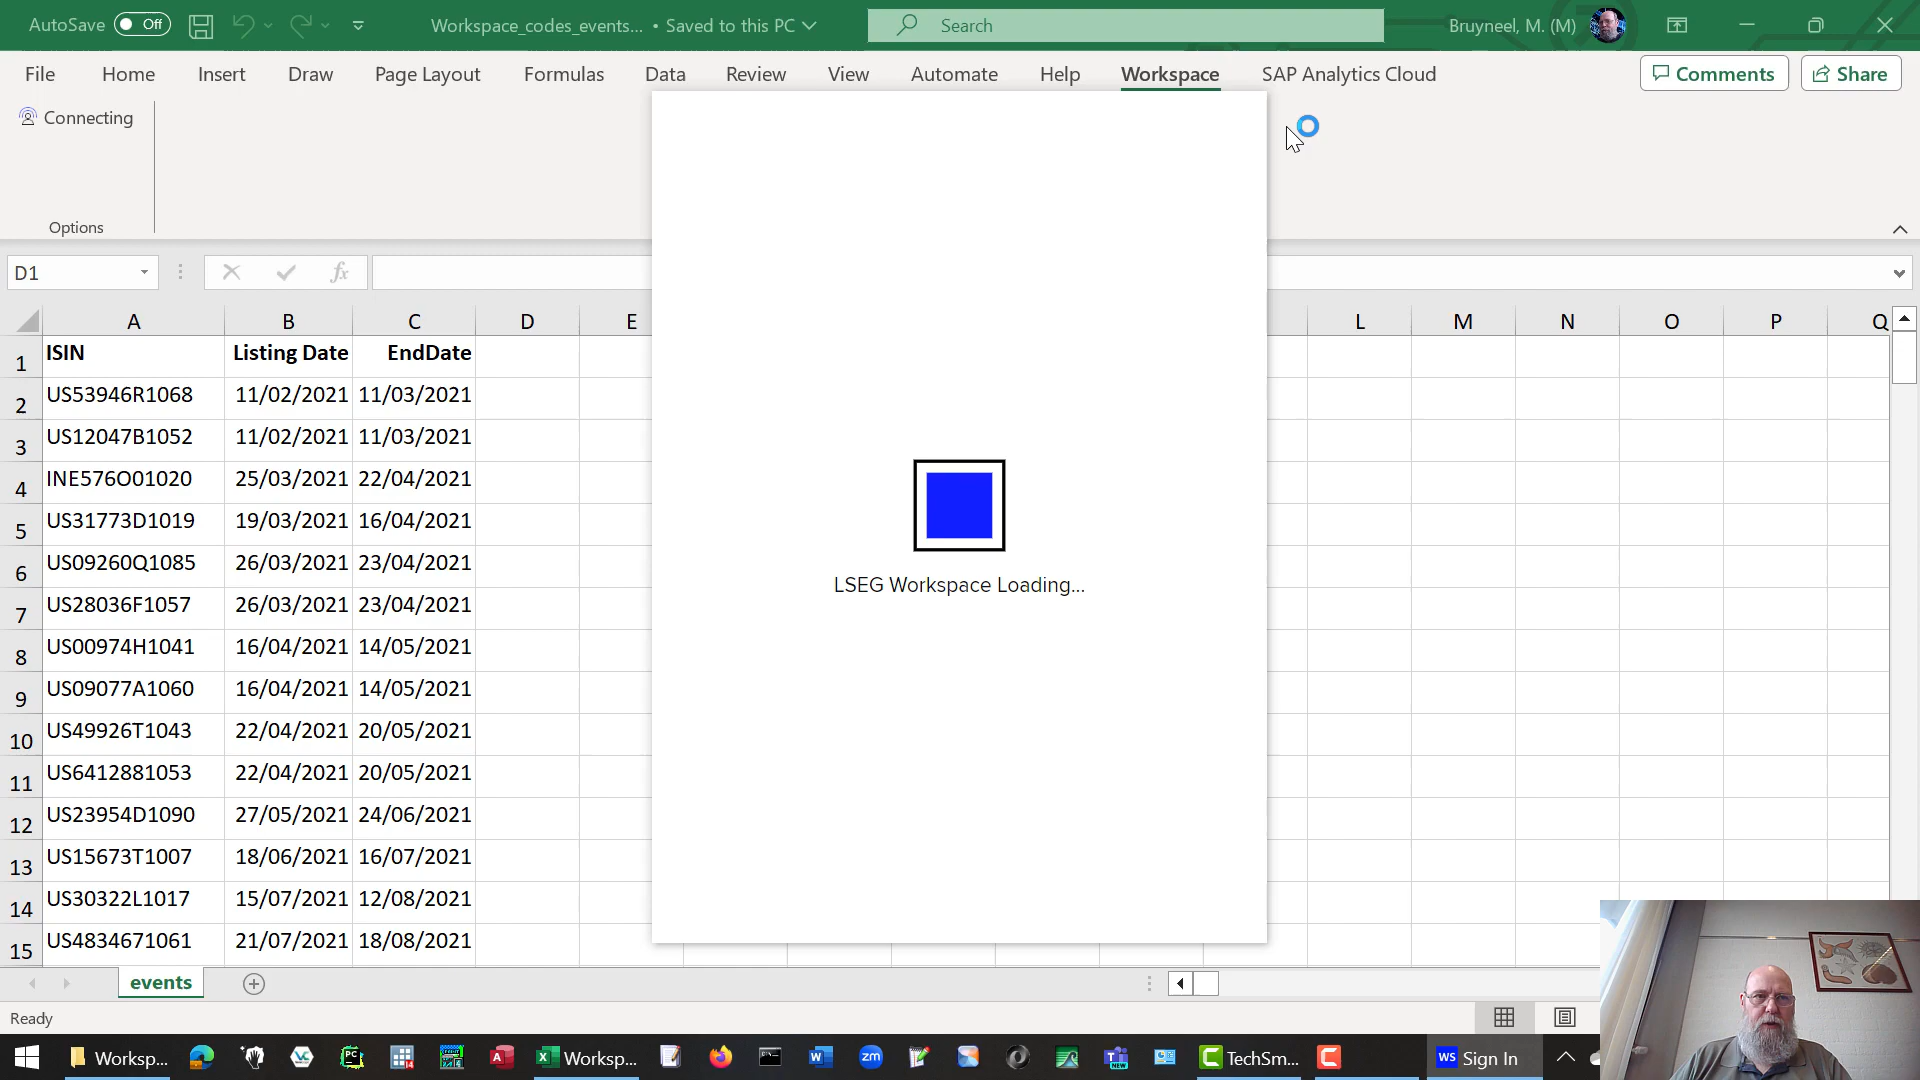 AutoSave Off Workspace_codes_events... • Saved to this PC Search Bruyneel, M. (M)
File Home Insert Draw Page Layout Formulas Data Review View Automate Help Workspace SAP Analytics Cloud Comments Share
Connecting
Options
D1 fx
A B C D E L M N O P Q
1 ISIN Listing Date EndDate
2 US53946R1068 11/02/2021 11/03/2021
3 US12047B1052 11/02/2021 11/03/2021
4 INE576O01020 25/03/2021 22/04/2021
5 US31773D1019 19/03/2021 16/04/2021
6 US09260Q1085 26/03/2021 23/04/2021
7 US28036F1057 26/03/2021 23/04/2021
LSEG Workspace Loading...
8 US00974H1041 16/04/2021 14/05/2021
9 US09077A1060 16/04/2021 14/05/2021
10 US49926T1043 22/04/2021 20/05/2021
11 US6412881053 22/04/2021 20/05/2021
12 US23954D1090 27/05/2021 24/06/2021
13 US15673T1007 18/06/2021 16/07/2021
14 US30322L1017 15/07/2021 12/08/2021
15 US4834671061 21/07/2021 18/08/2021
events
Ready
Worksp... Worksp... zm NEW TechSm... WS Sign In